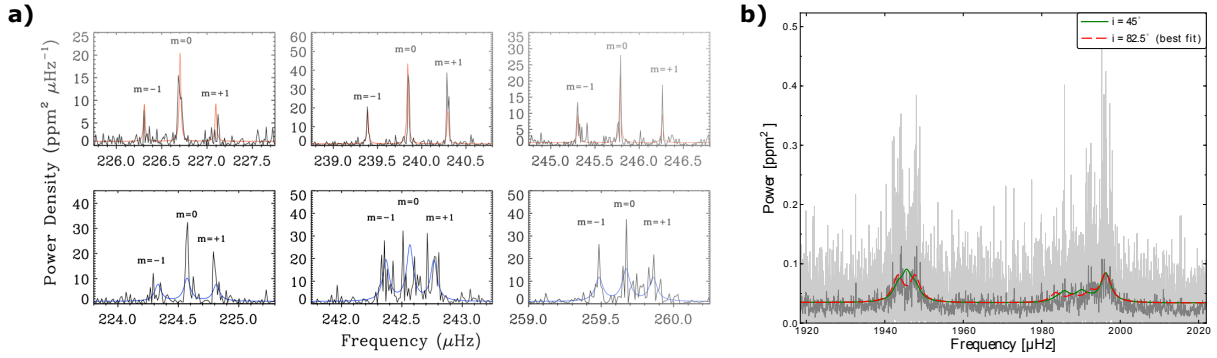 a)
Power Density (ppm² μHz⁻¹)
25
20
15
10
5
0
m=−1
m=0
m=+1
226.0 226.5 227.0 227.5
60
50
40
30
20
10
0
m=−1
m=0
m=+1
239.0 239.5 240.0 240.5
35
30
25
20
15
10
5
0
m=−1
m=0
m=+1
245.0 245.5 246.0 246.5
40
30
20
10
0
m=−1
m=0
m=+1
224.0 224.5 225.0
50
40
30
20
10
0
m=−1
m=0
m=+1
242.0 242.5 243.0
50
40
30
20
10
0
m=−1
m=0
m=+1
259.0 259.5 260.0
Frequency (μHz)
b)
Power [ppm²]
0.5
0.4
0.3
0.2
0.1
0.0
i = 45°
i = 82.5° (best fit)
1920 1940 1960 1980 2000 2020
Frequency [μHz]